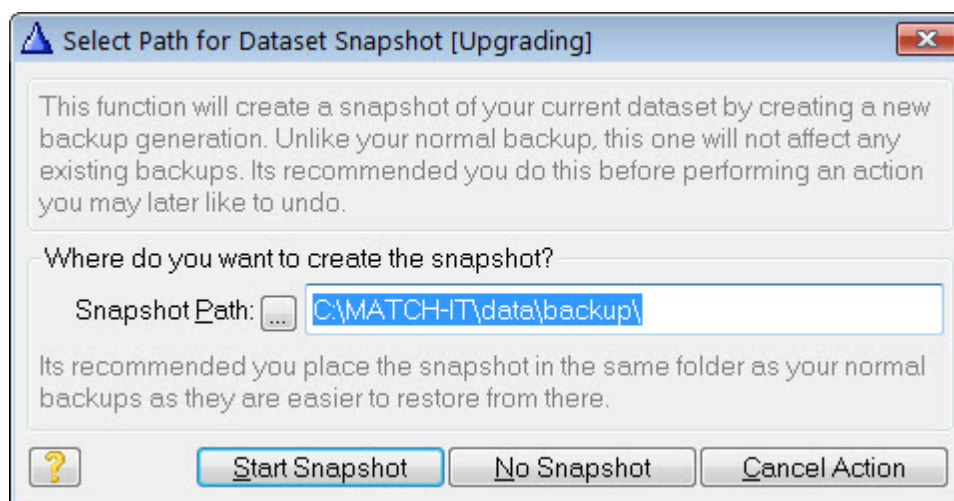 Select Path for Dataset Snapshot [Upgrading]
This function will create a snapshot of your current dataset by creating a new
backup generation. Unlike your normal backup, this one will not affect any
existing backups. Its recommended you do this before performing an action
you may later like to undo.
Where do you want to create the snapshot?
Snapshot Path: ... C:\MATCH-IT\data\backup\
Its recommended you place the snapshot in the same folder as your normal
backups as they are easier to restore from there.
? Start Snapshot No Snapshot Cancel Action